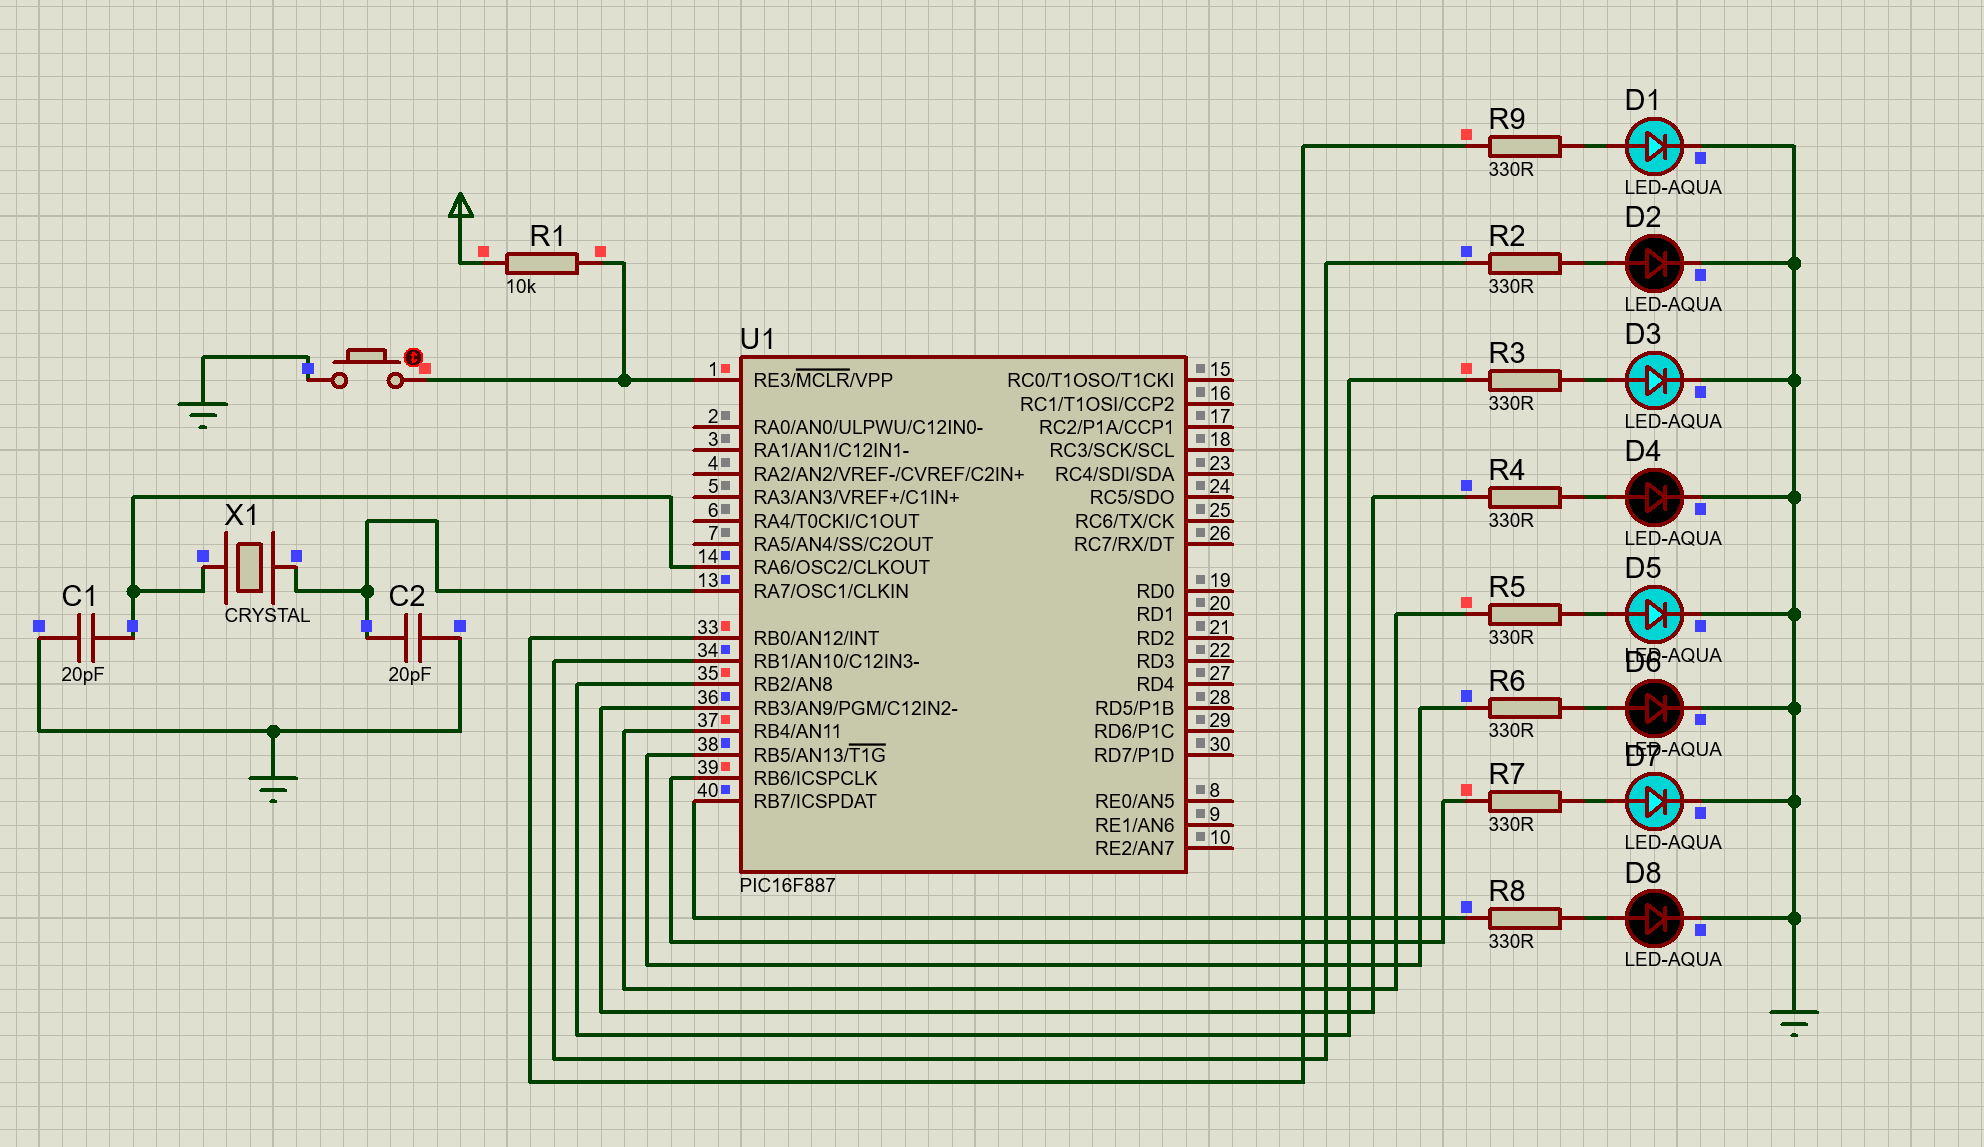 D1
R9
330R
LED-AQUA
D2
R2
330R
LED-AQUA
R1
10k
D3
R3
330R
LED-AQUA
D4
R4
330R
LED-AQUA
D5
R5
330R
LED-AQUA
D6
R6
330R
LED-AQUA
D7
R7
330R
LED-AQUA
D8
R8
330R
LED-AQUA
X1
CRYSTAL
C1
20pF
C2
20pF
U1
1 RE3/MCLR/VPP
2 RA0/AN0/ULPWU/C12IN0-
3 RA1/AN1/C12IN1-
4 RA2/AN2/VREF-/CVREF/C2IN+
5 RA3/AN3/VREF+/C1IN+
6 RA4/T0CKI/C1OUT
7 RA5/AN4/SS/C2OUT
14 RA6/OSC2/CLKOUT
13 RA7/OSC1/CLKIN
33 RB0/AN12/INT
34 RB1/AN10/C12IN3-
35 RB2/AN8
36 RB3/AN9/PGM/C12IN2-
37 RB4/AN11
38 RB5/AN13/T1G
39 RB6/ICSPCLK
40 RB7/ICSPDAT
RC0/T1OSO/T1CKI 15
RC1/T1OSI/CCP2 16
RC2/P1A/CCP1 17
RC3/SCK/SCL 18
RC4/SDI/SDA 23
RC5/SDO 24
RC6/TX/CK 25
RC7/RX/DT 26
RD0 19
RD1 20
RD2 21
RD3 22
RD4 27
RD5/P1B 28
RD6/P1C 29
RD7/P1D 30
RE0/AN5 8
RE1/AN6 9
RE2/AN7 10
PIC16F887